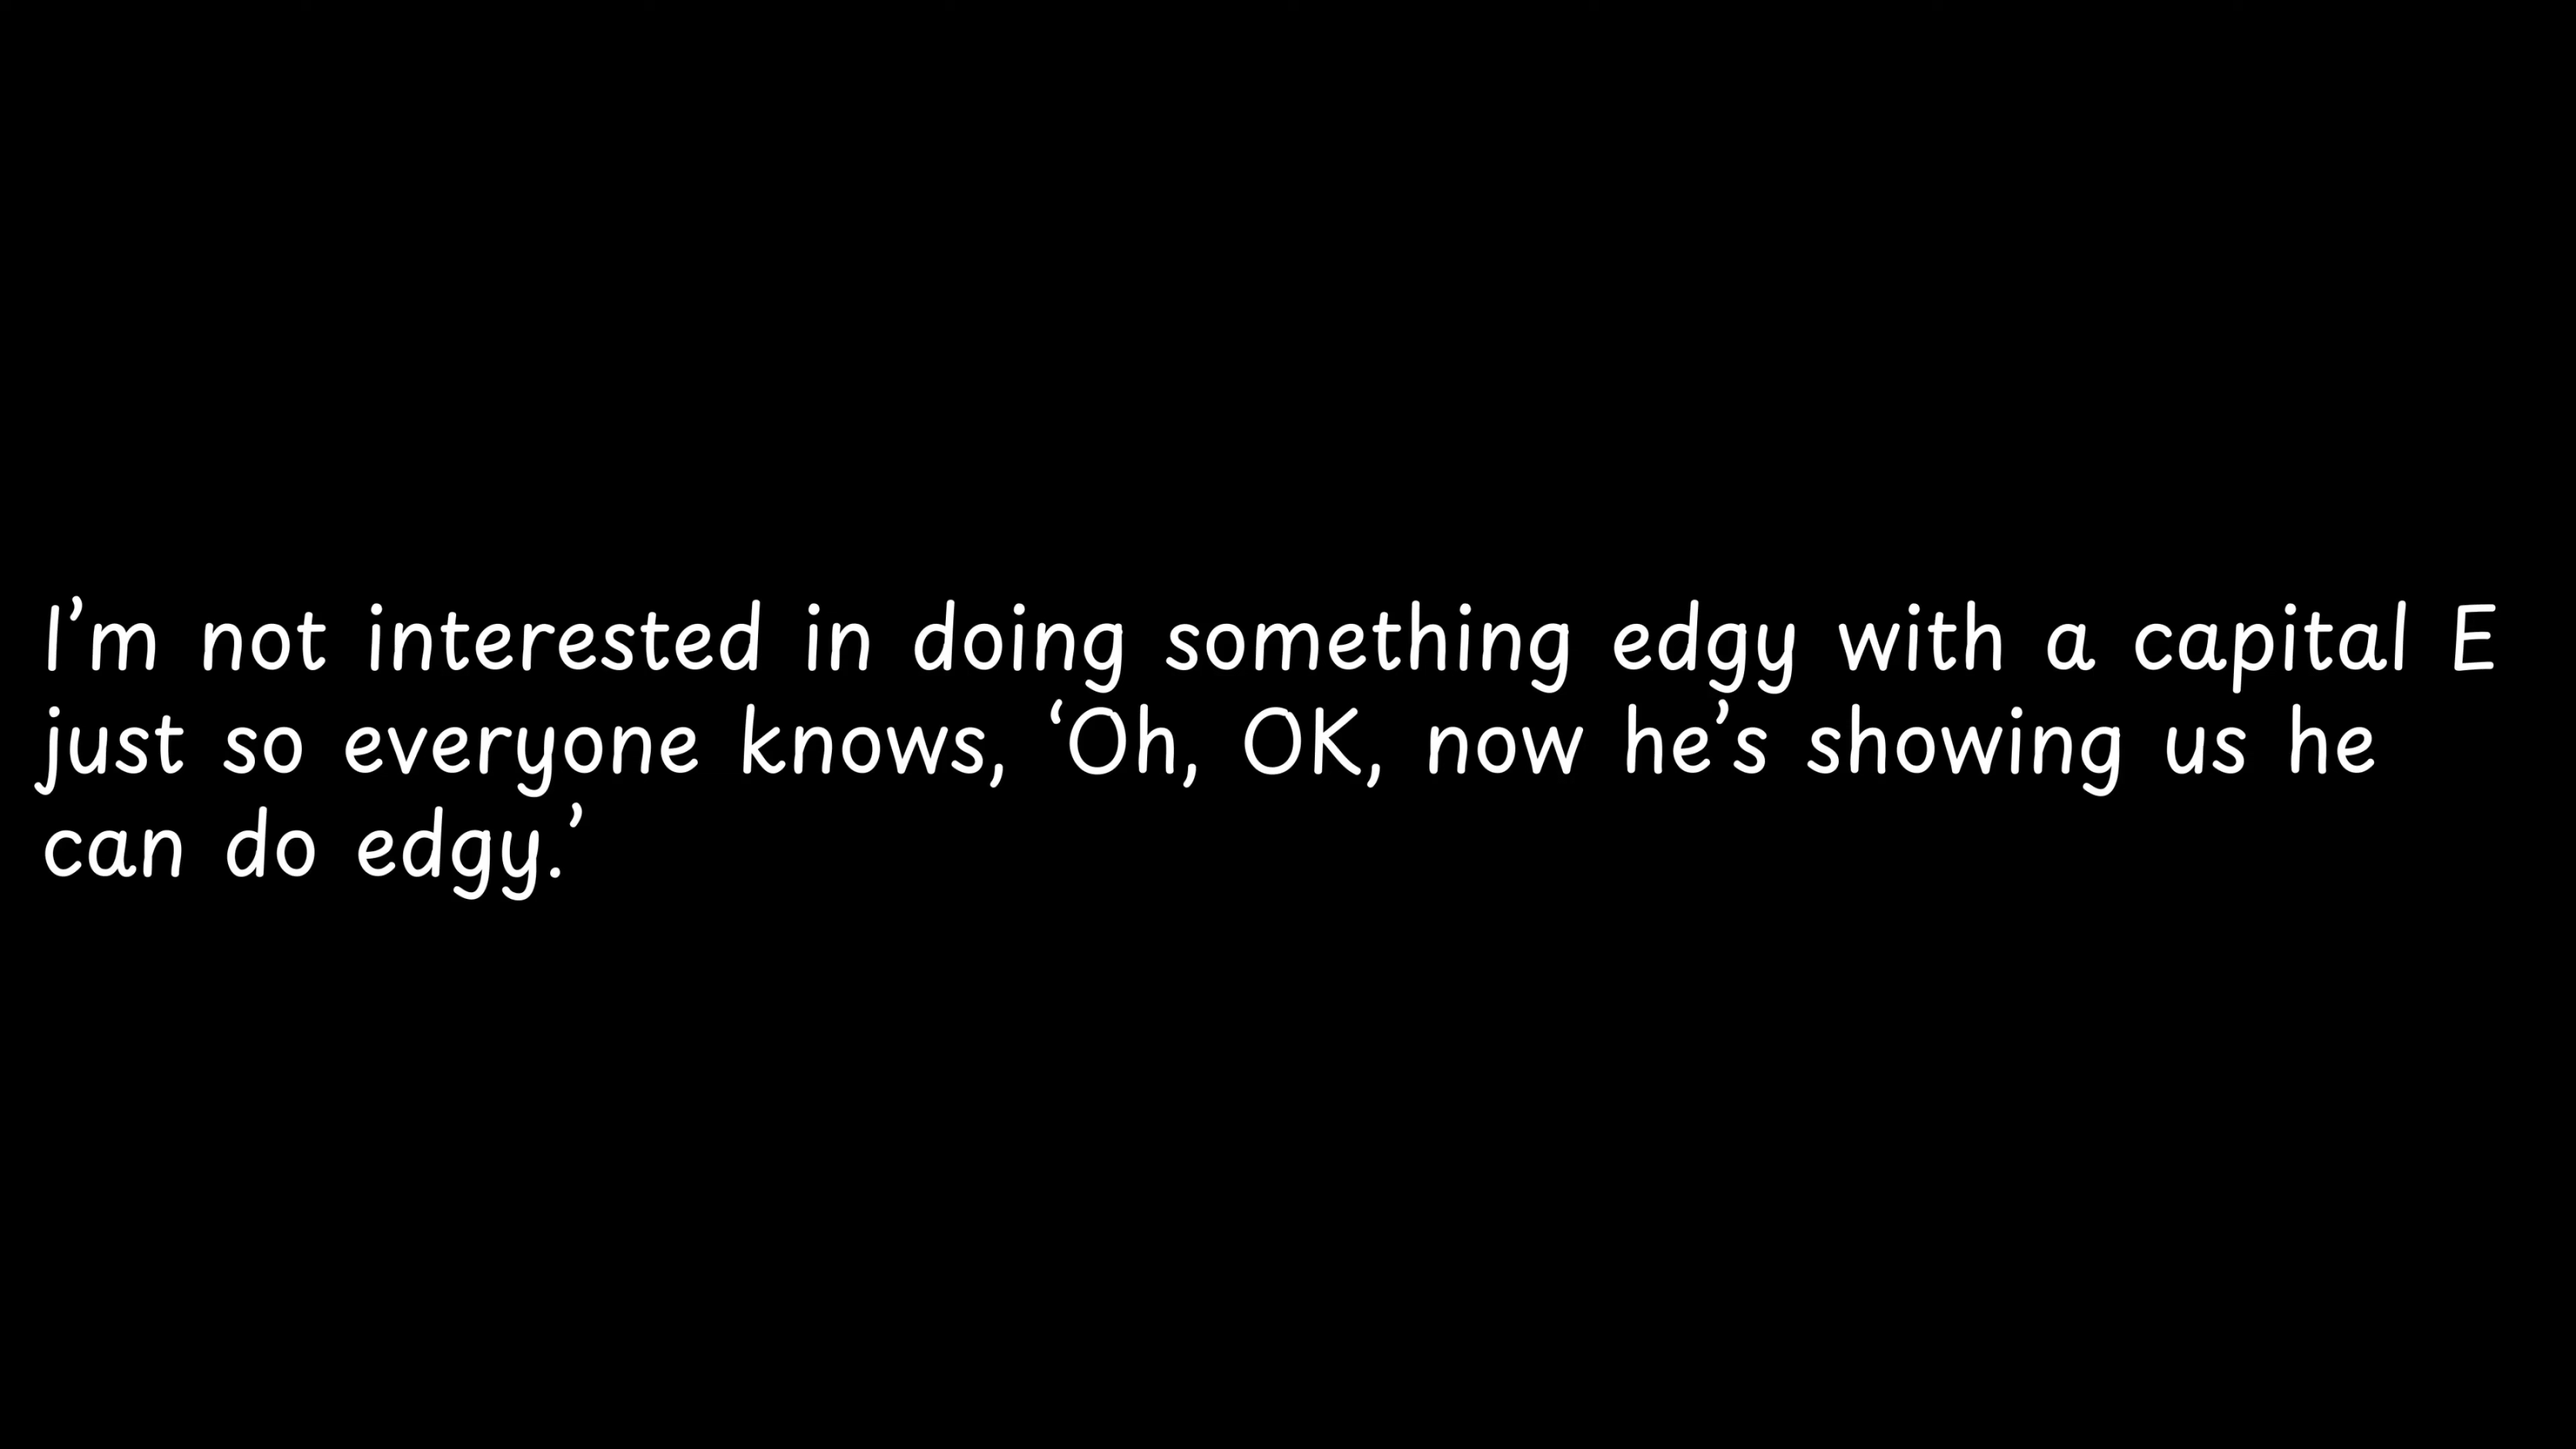 I’m not interested in doing something edgy with a capital E
just so everyone knows, ‘Oh, OK, now he’s showing us he
can do edgy.’